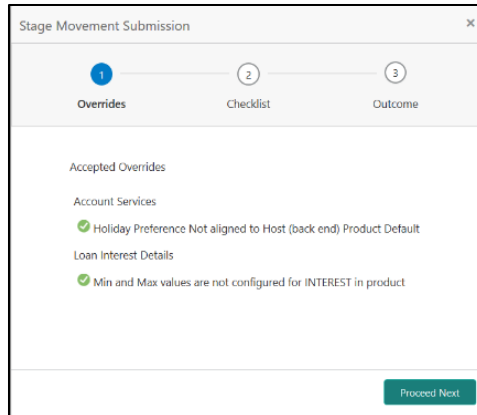 Stage Movement Submission ×
1 2 3
Overrides Checklist Outcome
Accepted Overrides
Account Services
Holiday Preference Not aligned to Host (back end) Product Default
Loan Interest Details
Min and Max values are not configured for INTEREST in product
Proceed Next